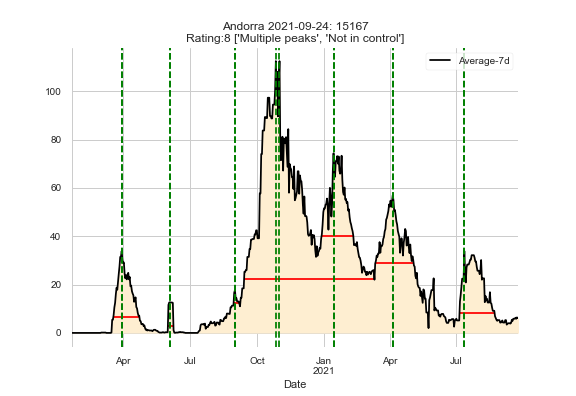 Andorra 2021-09-24: 15167
Rating:8 ['Multiple peaks', 'Not in control']
Average-7d
100
80
60
40
20
0
Apr
Jul
Oct
Jan
2021
Apr
Jul
Date